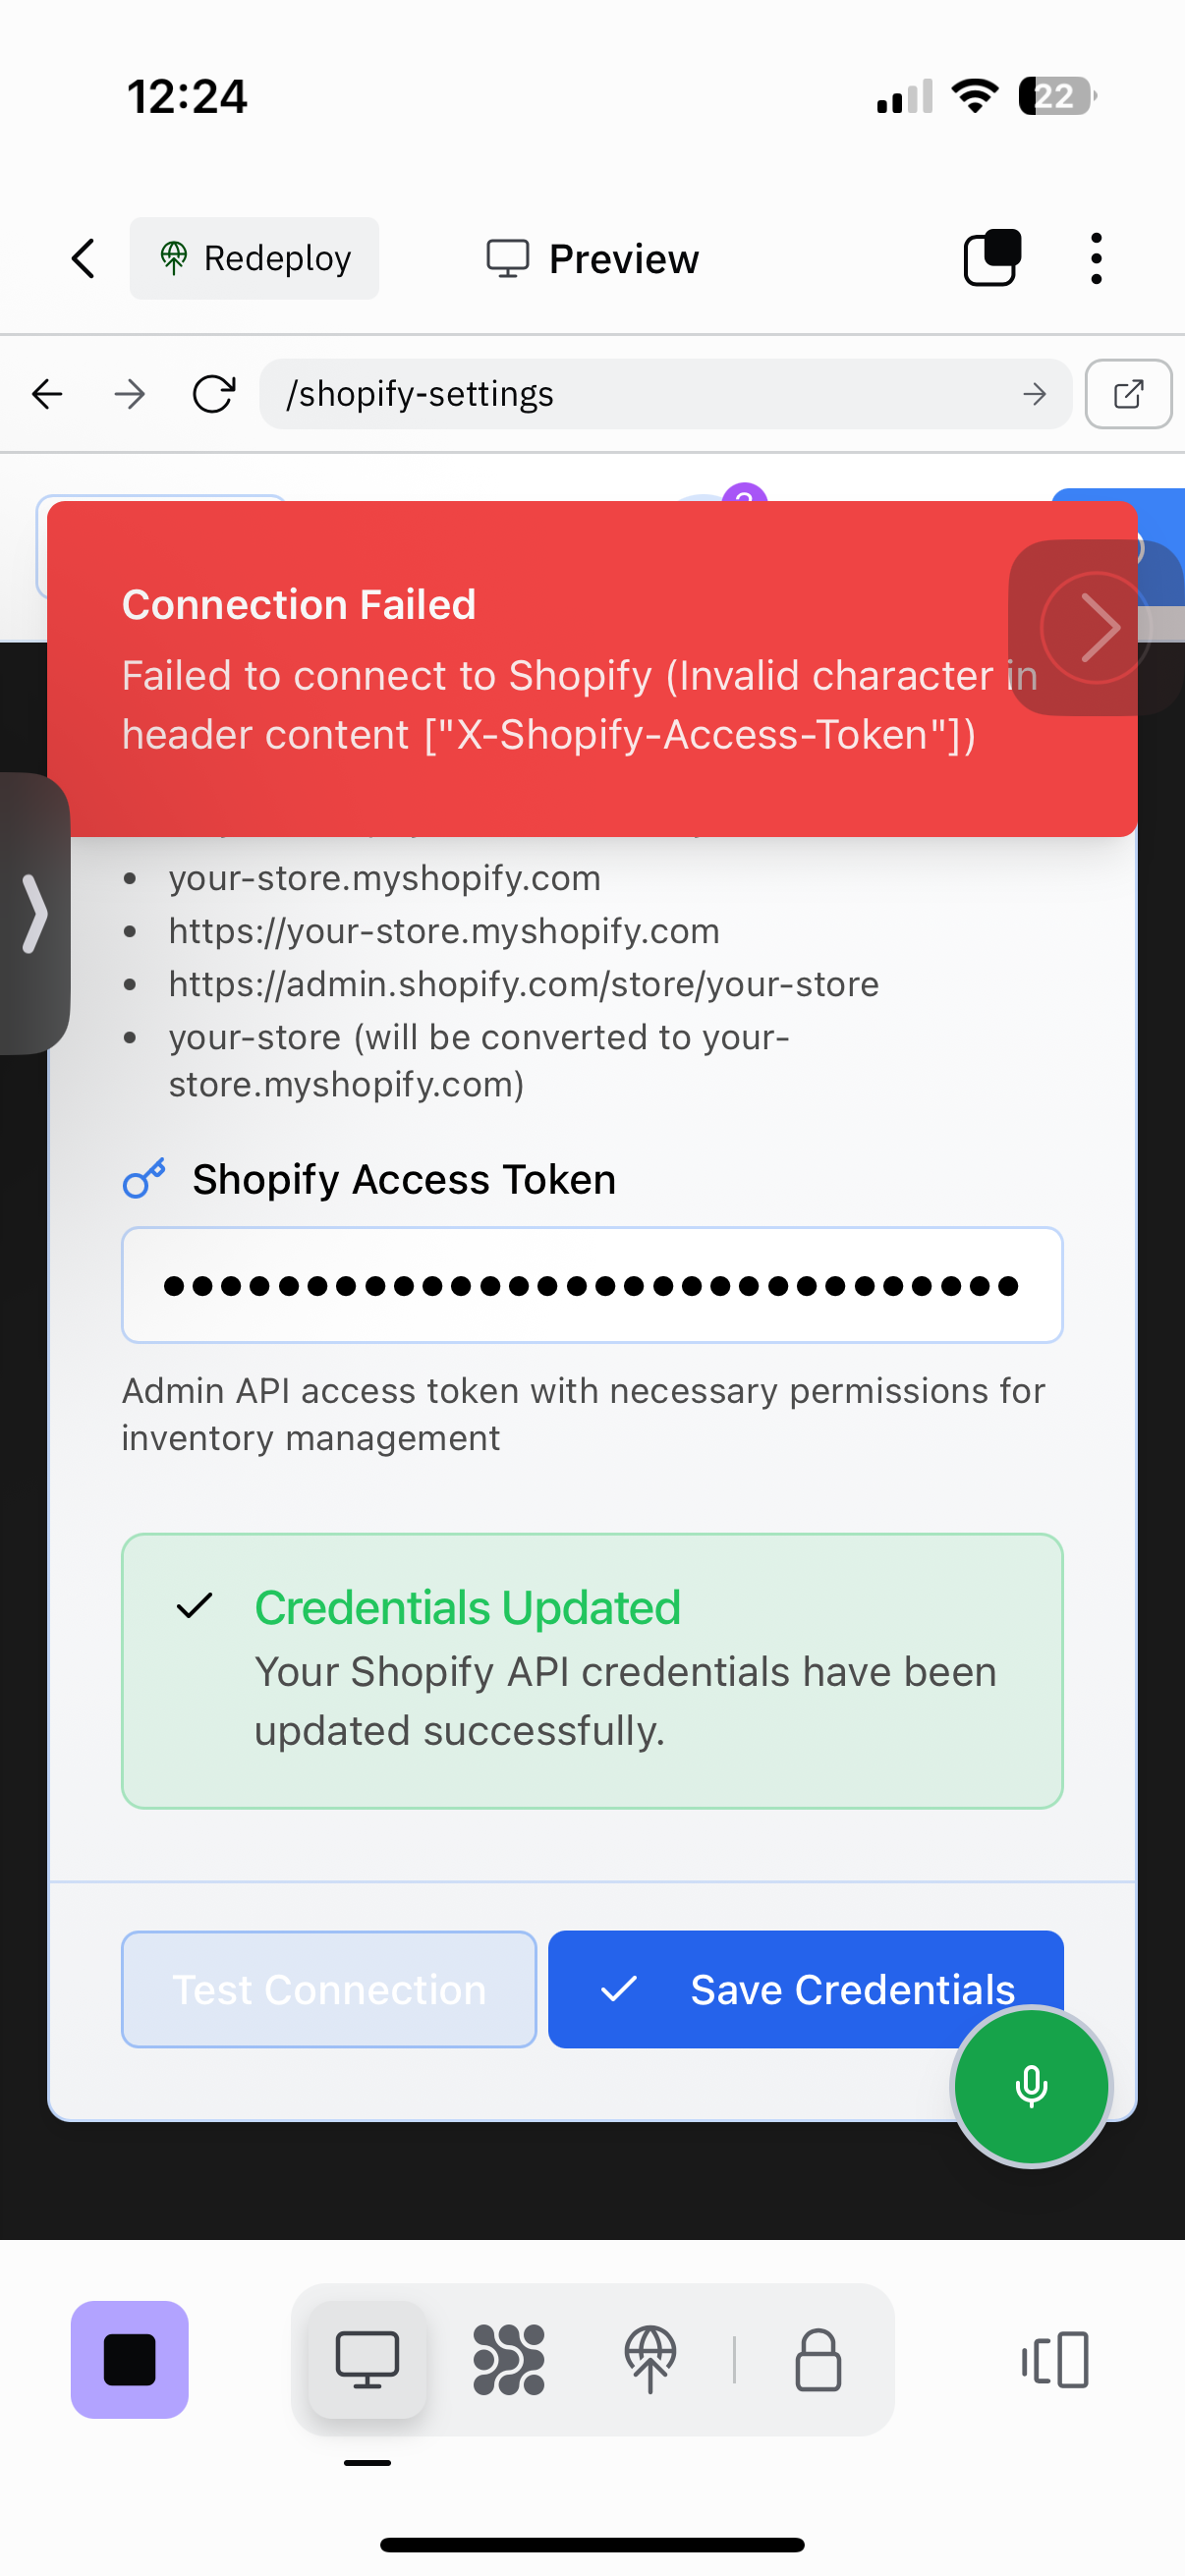 12:24
22
Redeploy
Preview
/shopify-settings
Connection Failed
Failed to connect to Shopify (Invalid character in
header content ["X-Shopify-Access-Token"])
• your-store.myshopify.com
• https://your-store.myshopify.com
• https://admin.shopify.com/store/your-store
• your-store (will be converted to your-
store.myshopify.com)
Shopify Access Token
••••••••••••••••••••••••••••••
Admin API access token with necessary permissions for
inventory management
Credentials Updated
Your Shopify API credentials have been
updated successfully.
Test Connection
Save Credentials